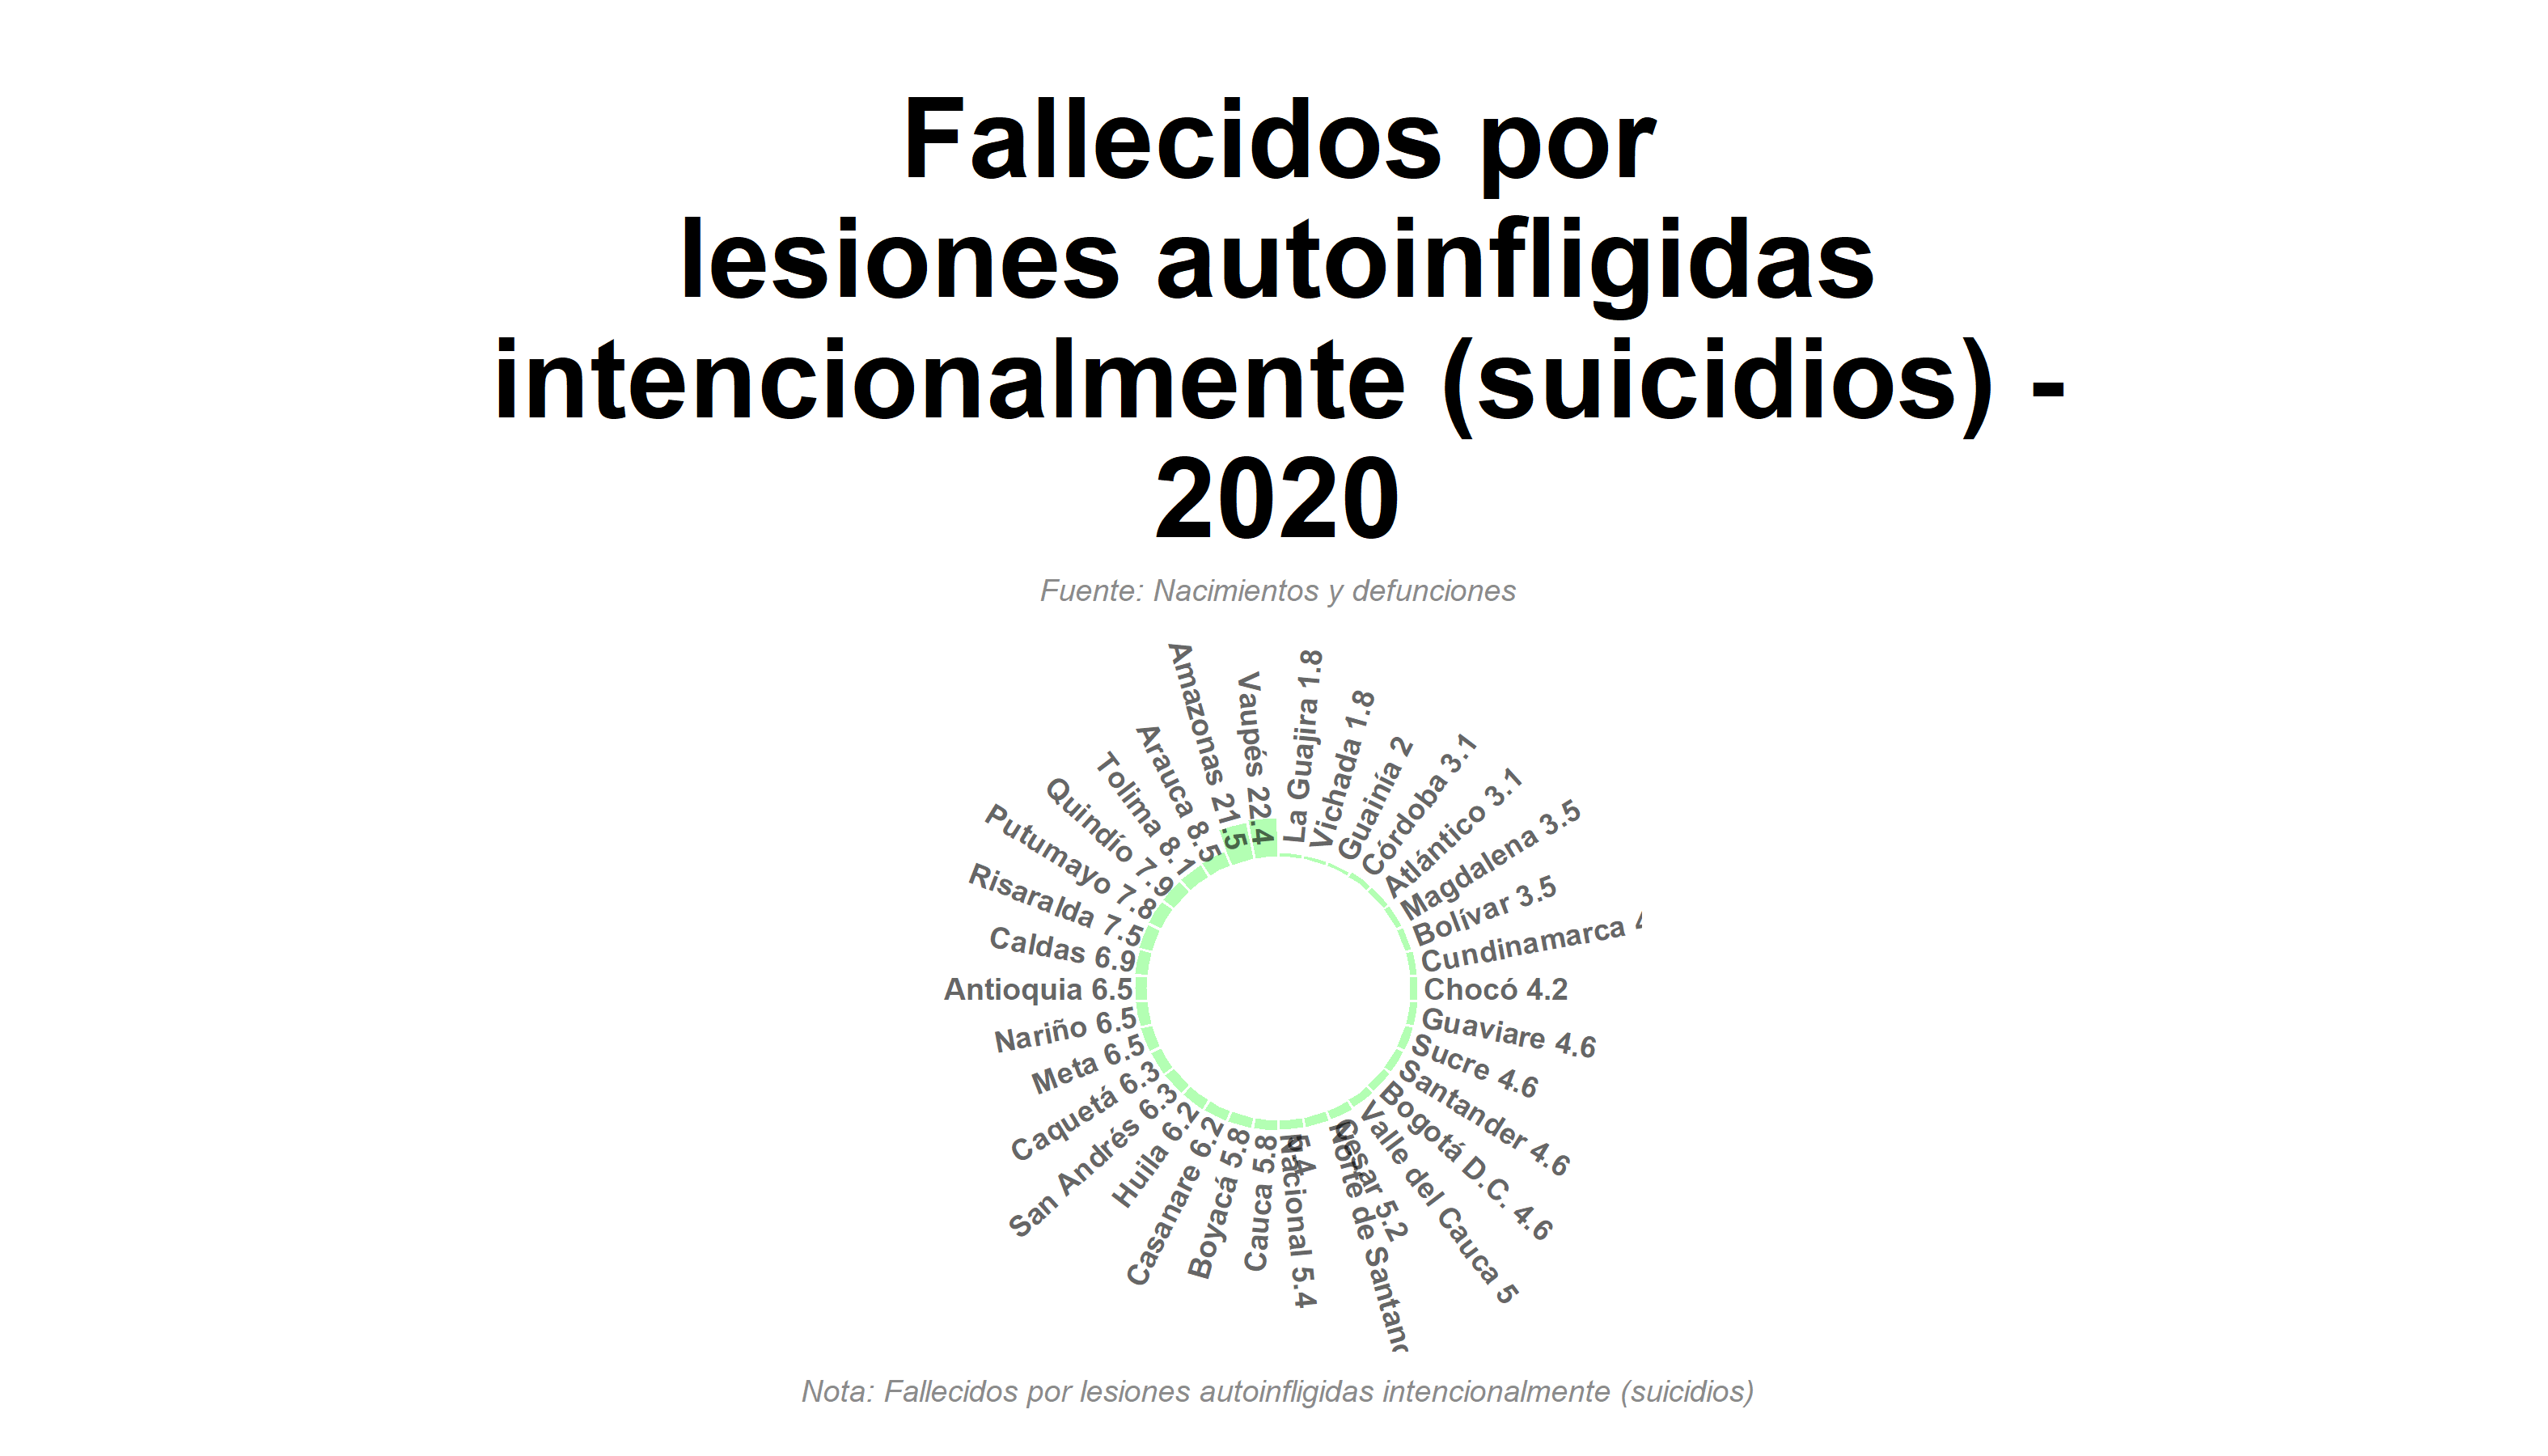 Fallecidos por
lesiones autoinfligidas
intencionalmente (suicidios) -
2020
Fuente: Nacimientos y defunciones
La Guajira 1.8
Vichada 1.8
Guainía 2
Córdoba 3.1
Atlántico 3.1
Magdalena 3.5
Bolívar 3.5
Cundinamarca
Chocó 4.2
Guaviare 4.6
Sucre 4.6
Santander 4.6
Bogotá D.C. 4.6
Valle del Cauca 5
Cesar 5.2
Norte de
5.4
Nacional 5.4
Cauca 5.8
Boyacá 5.8
Casanare 6.2
Huila 6.2
San Andrés 6.3
Caquetá 6.3
Meta 6.5
Nariño 6.5
Antioquia 6.5
Caldas 6.9
Risaralda 7.5
Putumayo 7.8
Quindío 7.9
Tolima 8.1
Arauca 8.5
Amazonas 21.5
Vaupés 22.4
Nota: Fallecidos por lesiones autoinfligidas intencionalmente (suicidios)